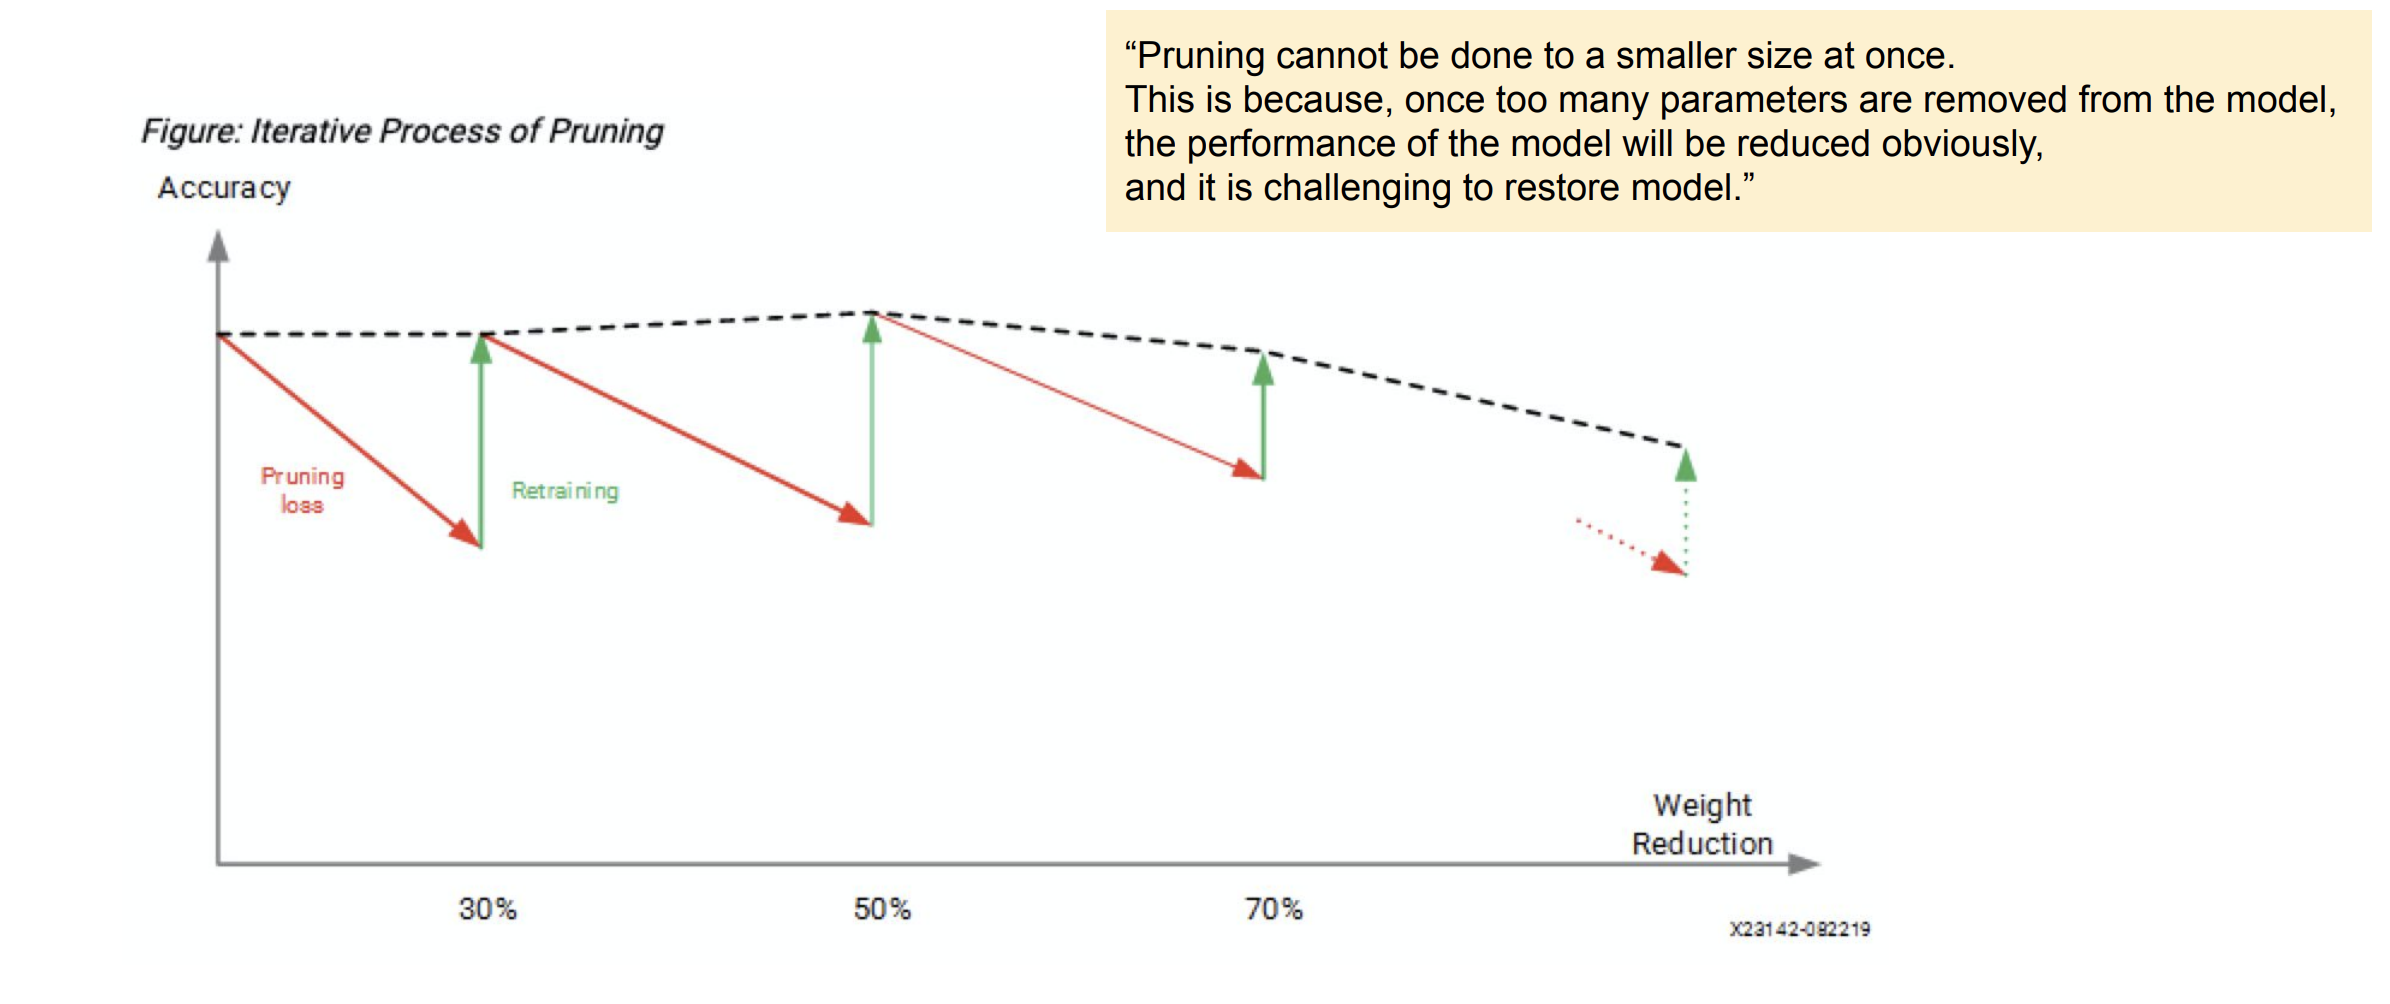 “Pruning cannot be done to a smaller size at once.
This is because, once too many parameters are removed from the model,
the performance of the model will be reduced obviously,
and it is challenging to restore model.”
Figure: Iterative Process of Pruning
Accuracy
Pruning
loss
Retraining
Weight
Reduction
30%
50%
70%
X23142-082219